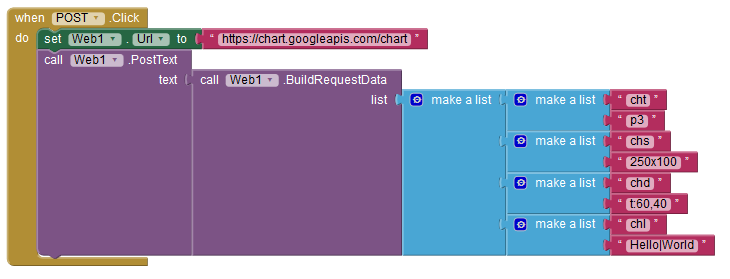 when POST .Click
do set Web1 . Url to “ https://chart.googleapis.com/chart ”
call Web1 .PostText
text call Web1 .BuildRequestData
list make a list make a list “ cht ”
“ p3 ”
make a list “ chs ”
“ 250x100 ”
make a list “ chd ”
“ t:60,40 ”
make a list “ chl ”
“ Hello|World ”